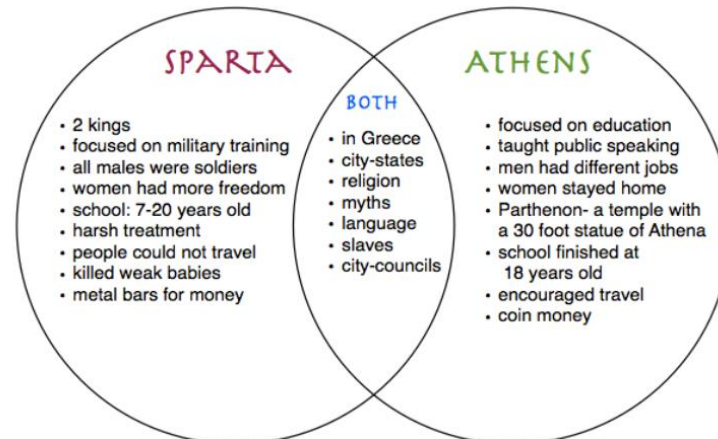 SPARTA
ATHENS
BOTH
• 2 kings
• focused on military training
• all males were soldiers
• women had more freedom
• school: 7-20 years old
• harsh treatment
• people could not travel
• killed weak babies
• metal bars for money
• in Greece
• city-states
• religion
• myths
• language
• slaves
• city-councils
• focused on education
• taught public speaking
• men had different jobs
• women stayed home
• Parthenon- a temple with
a 30 foot statue of Athena
• school finished at
18 years old
• encouraged travel
• coin money